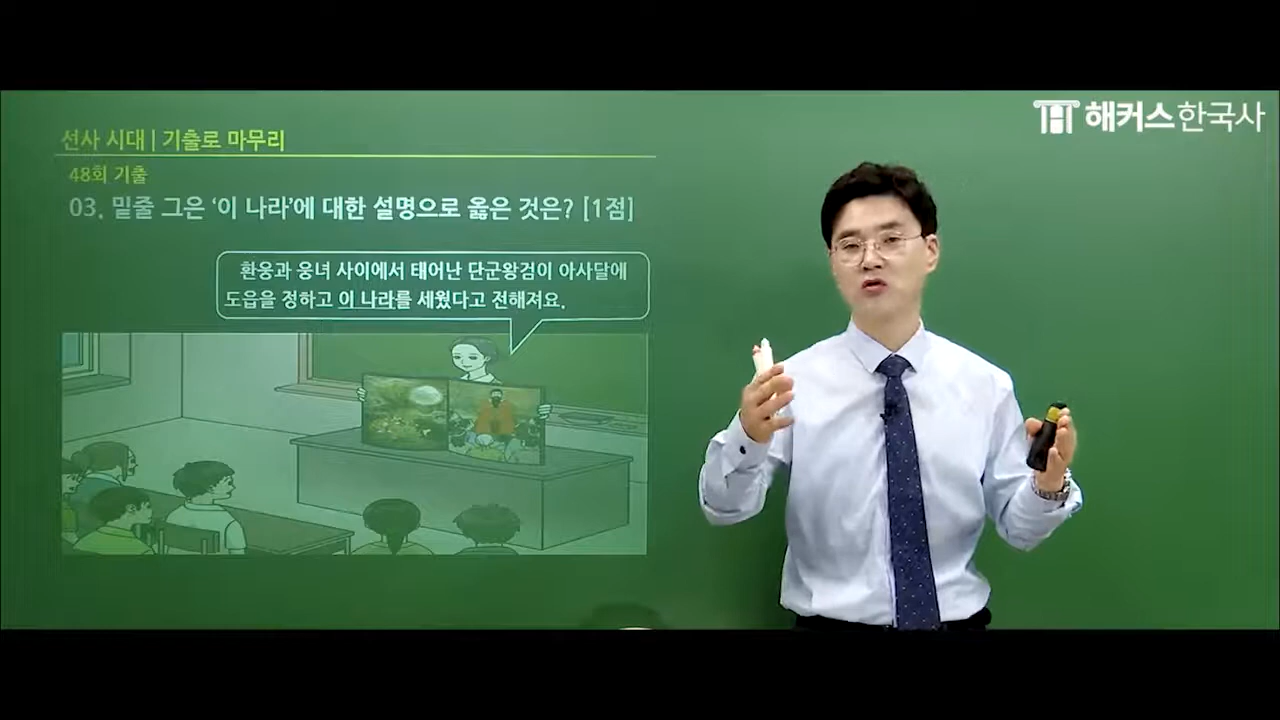 해커스한국사
선사 시대 | 기출로 마무리
48회 기출
03. 밑줄 그은 ‘이 나라’에 대한 설명으로 옳은 것은? [1점]
환웅과 웅녀 사이에서 태어난 단군왕검이 아사달에
도읍을 정하고 이 나라를 세웠다고 전해져요.